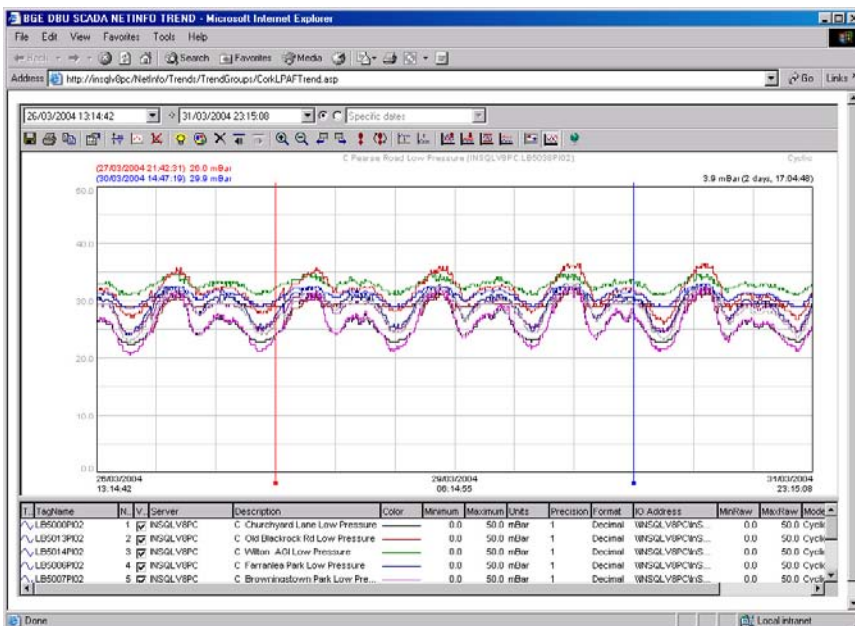 BGE DBU SCADA NETINFO TREND - Microsoft Internet Explorer
File Edit View Favorites Tools Help
Back Search Favorites Media
Address http://insqlv8pc/NetInfo/Trends/TrendGroups/CorkLPAFTrend.asp Go Links
26/03/2004 13:14:42 31/03/2004 23:15:08 Specific dates
C Pearse Road Low Pressure (INSQLV8PC.LB5038PI02) Cyclic
(27/03/2004 21:42:31) 26.0 mBar
(30/03/2004 14:47:19) 29.9 mBar 3.9 mBar (2 days, 17:04:48)
50.0
40.0
30.0
20.0
10.0
0.0
26/03/2004 29/03/2004 31/03/2004
13:14:42 06:14:55 23:15:08
T.. TagName N.. V.. Server Description Color Minimum Maximum Units Precision Format IO Address MinRaw MaxRaw Mode
LB5000PI02 1 INSQLV8PC C Churchyard Lane Low Pressure 0.0 50.0 mBar 1 Decimal \\INSQLV8PC\InS... 0.0 50.0 Cyclic
LB5013PI02 2 INSQLV8PC C Old Blackrock Rd Low Pressure 0.0 50.0 mBar 1 Decimal \\INSQLV8PC\InS... 0.0 50.0 Cyclic
LB5014PI02 3 INSQLV8PC C Wilton AGI Low Pressure 0.0 50.0 mBar 1 Decimal \\INSQLV8PC\InS... 0.0 50.0 Cyclic
LB5006PI02 4 INSQLV8PC C Farranlea Park Low Pressure 0.0 50.0 mBar 1 Decimal \\INSQLV8PC\InS... 0.0 50.0 Cyclic
LB5007PI02 5 INSQLV8PC C Browningstown Park Low Pre... 0.0 50.0 mBar 1 Decimal \\INSQLV8PC\InS... 0.0 50.0 Cyclic
Done Local intranet